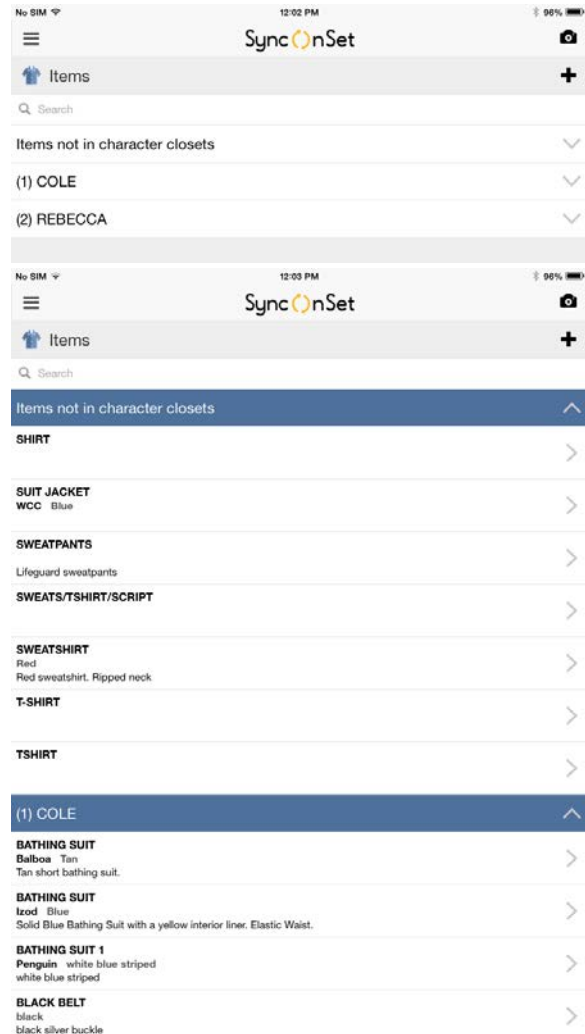 No SIM 12:02 PM 96%
SyncOnSet
Items
Search
Items not in character closets
(1) COLE
(2) REBECCA
No SIM 12:03 PM 96%
SyncOnSet
Items
Search
Items not in character closets
SHIRT
SUIT JACKET
WCC Blue
SWEATPANTS
Lifeguard sweatpants
SWEATS/TSHIRT/SCRIPT
SWEATSHIRT
Red
Red sweatshirt. Ripped neck
T-SHIRT
TSHIRT
(1) COLE
BATHING SUIT
Balboa Tan
Tan short bathing suit.
BATHING SUIT
Izod Blue
Solid Blue Bathing Suit with a yellow interior liner. Elastic Waist.
BATHING SUIT 1
Penguin white blue striped
white blue striped
BLACK BELT
black
black silver buckle